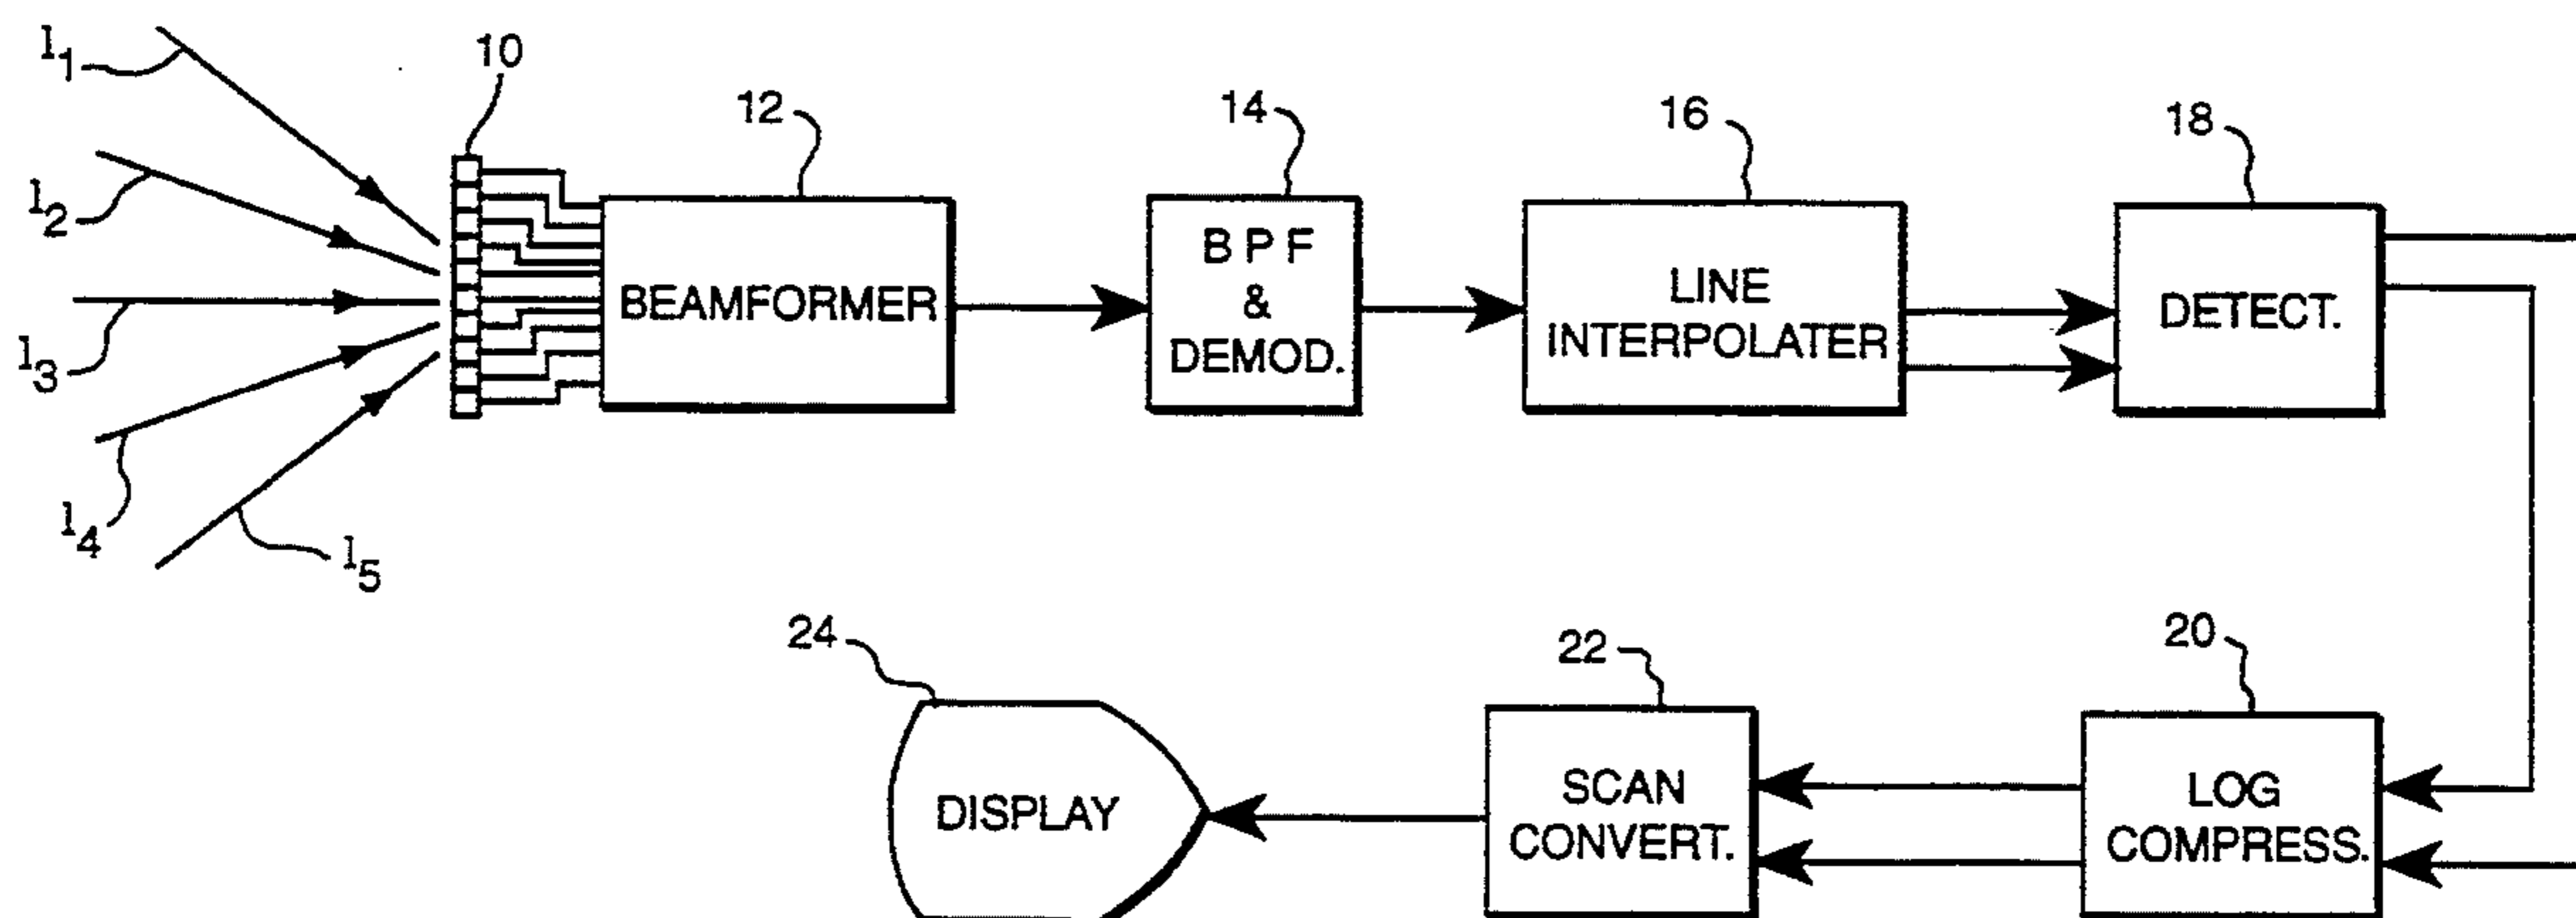 l1
10
12
14
16
18
l2
B P F
&
DEMOD.
LINE
INTERPOLATER
BEAMFORMER
DETECT.
l3
l4
l5
24
22
20
DISPLAY
SCAN
CONVERT.
LOG
COMPRESS.